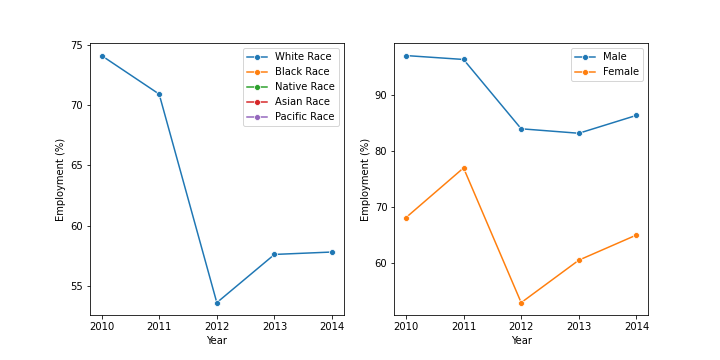 75
70
65
60
55
Employment (%)
2010 2011 2012 2013 2014
Year
White Race
Black Race
Native Race
Asian Race
Pacific Race
90
80
70
60
Employment (%)
2010 2011 2012 2013 2014
Year
Male
Female